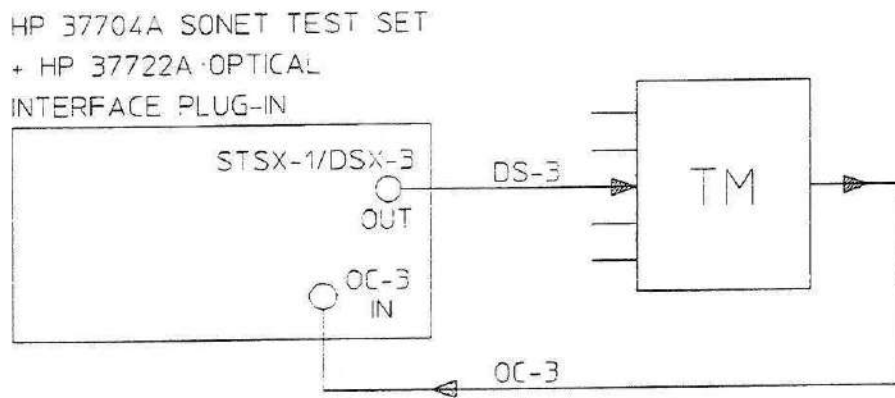 HP 37704A SONET TEST SET
+ HP 37722A OPTICAL
INTERFACE PLUG-IN
STSX-1/DSX-3
OUT
DS-3
TM
OC-3
IN
OC-3